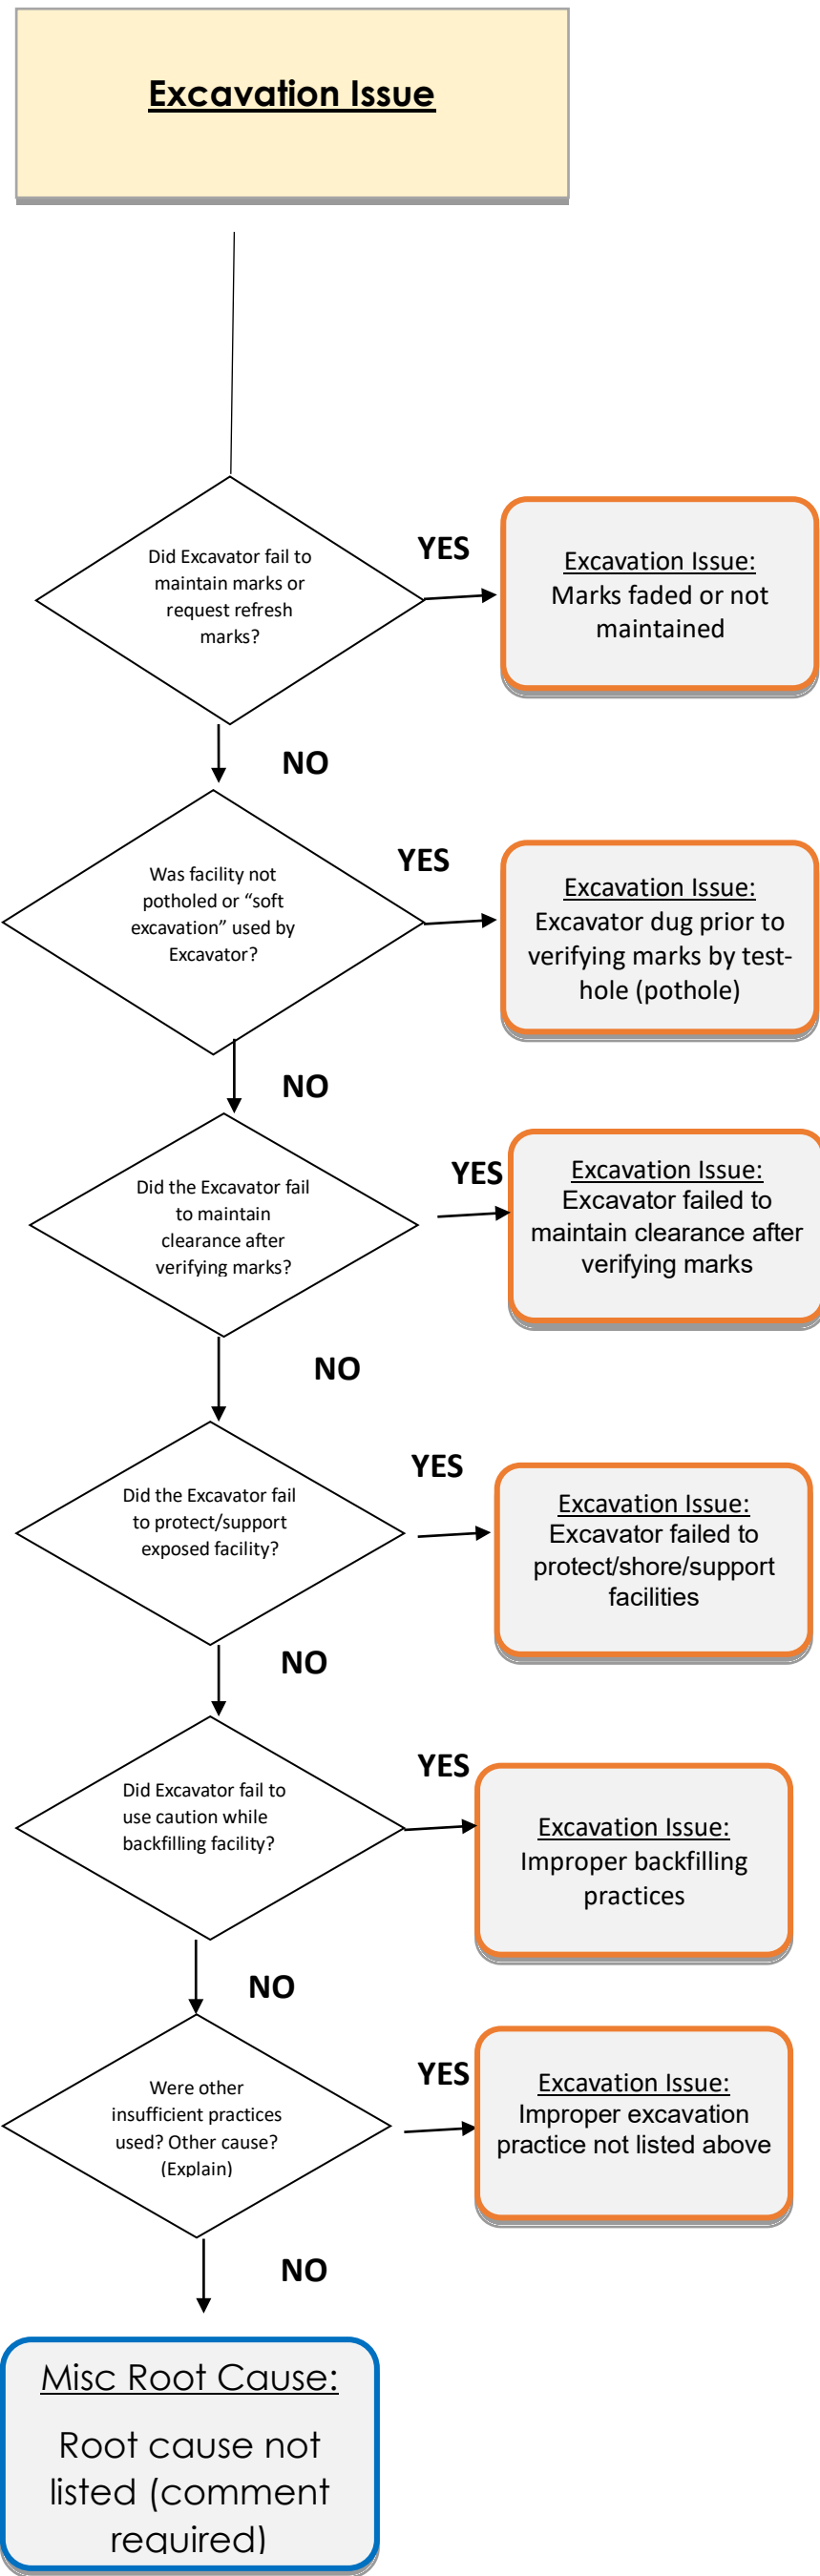 Excavation Issue
Did Excavator fail to
maintain marks or
request refresh
marks?
YES
Excavation Issue:
Marks faded or not
maintained
NO
Was facility not
potholed or “soft
excavation” used by
Excavator?
YES
Excavation Issue:
Excavator dug prior to
verifying marks by test-
hole (pothole)
NO
Did the Excavator fail
to maintain
clearance after
verifying marks?
YES
Excavation Issue:
Excavator failed to
maintain clearance after
verifying marks
NO
Did the Excavator fail
to protect/support
exposed facility?
YES
Excavation Issue:
Excavator failed to
protect/shore/support
facilities
NO
Did Excavator fail to
use caution while
backfilling facility?
YES
Excavation Issue:
Improper backfilling
practices
NO
Were other
insufficient practices
used? Other cause?
(Explain)
YES
Excavation Issue:
Improper excavation
practice not listed above
NO
Misc Root Cause:
Root cause not
listed (comment
required)